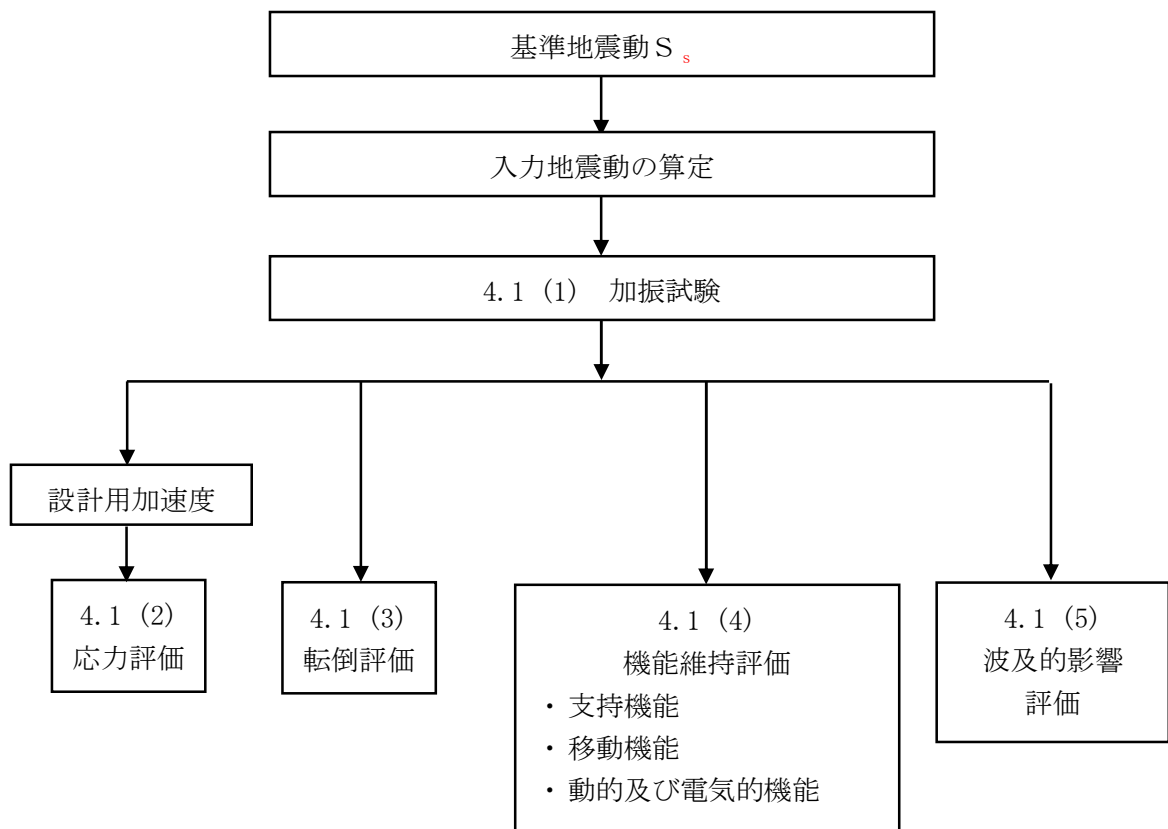 基準地震動Ｓs
入力地震動の算定
4.1 (1)　加振試験
設計用加速度
4.1 (2)
応力評価
4.1 (3)
転倒評価
4.1 (4)
機能維持評価
・支持機能
・移動機能
・動的及び電気的機能
4.1 (5)
波及的影響
評価